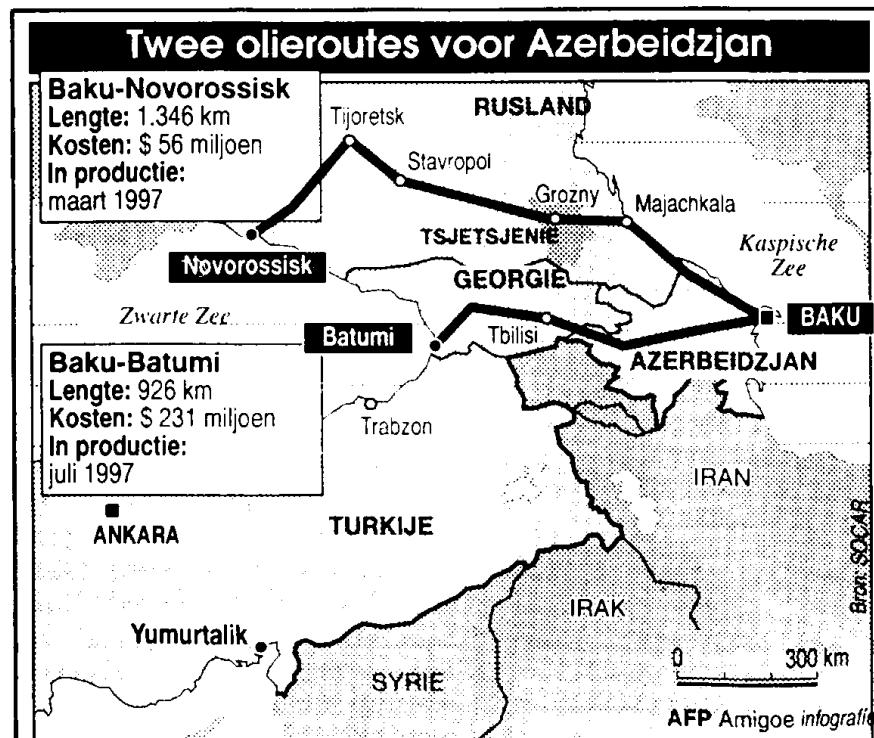 Twee olieroutes voor Azerbeidzjan
Baku-Novorossisk
Lengte: 1.346 km
Kosten: $ 56 miljoen
In productie:
maart 1997
RUSLAND
Tijoretsk
Stavropol
Grozny
Majachkala
TSJETSJENIE
Kaspische
Zee
Novorossisk
GEORGIE
Zwarte Zee
Batumi
Tbilisi
BAKU
AZERBEIDZJAN
Baku-Batumi
Lengte: 926 km
Kosten: $ 231 miljoen
In productie:
juli 1997
Trabzon
IRAN
ANKARA
TURKIJE
Bron: SOCAR
IRAK
Yumurtalik
SYRIE
0 300 km
AFP Amigoe infografie